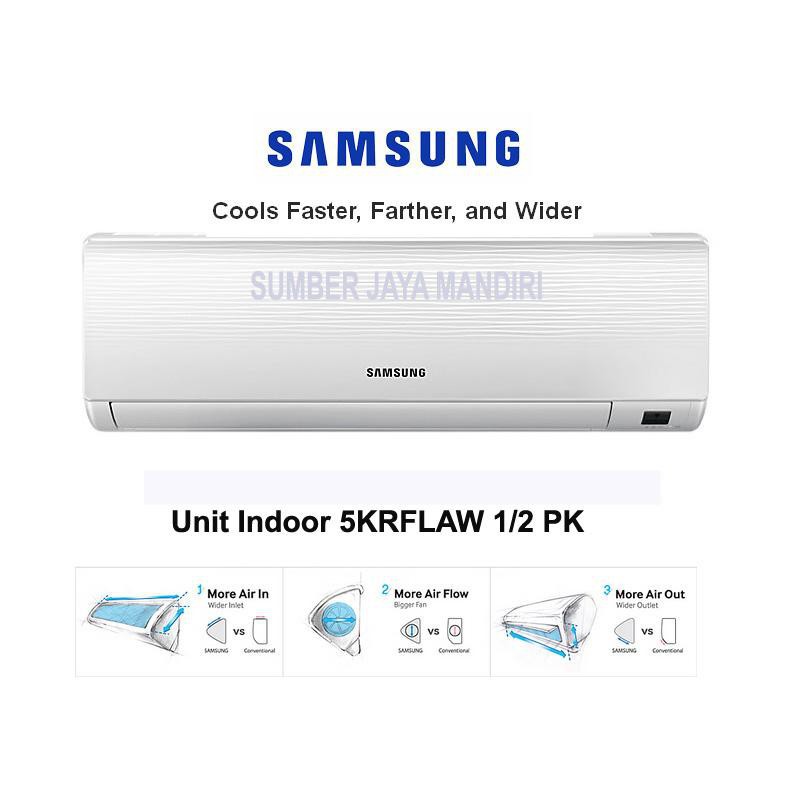 SAMSUNG
Cools Faster, Farther, and Wider
SUMBER JAYA MANDIRI
SAMSUNG
Unit Indoor 5KRFLAW 1/2 PK
1 More Air In
Wider Inlet
VS
SAMSUNG Conventional
2 More Air Flow
Bigger Fan
VS
SAMSUNG Conventional
3 More Air Out
Wider Outlet
VS
SAMSUNG Conventional